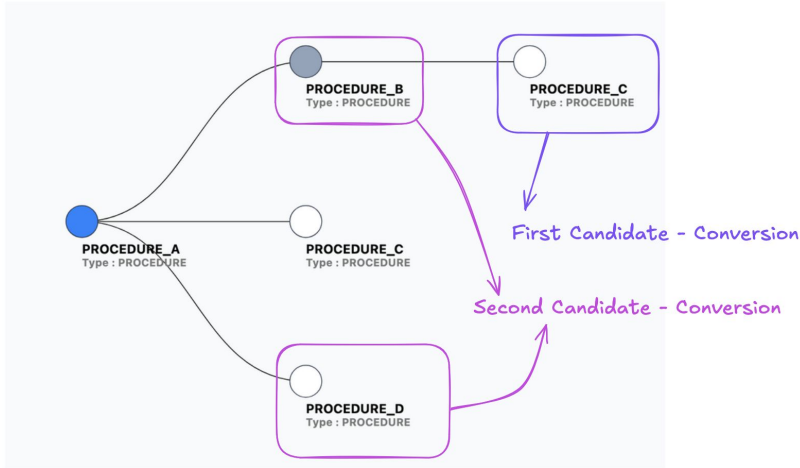 PROCEDURE_B
Type : PROCEDURE
PROCEDURE_C
Type : PROCEDURE
First Candidate - Conversion
PROCEDURE_A
Type : PROCEDURE
PROCEDURE_C
Type : PROCEDURE
Second Candidate - Conversion
PROCEDURE_D
Type : PROCEDURE